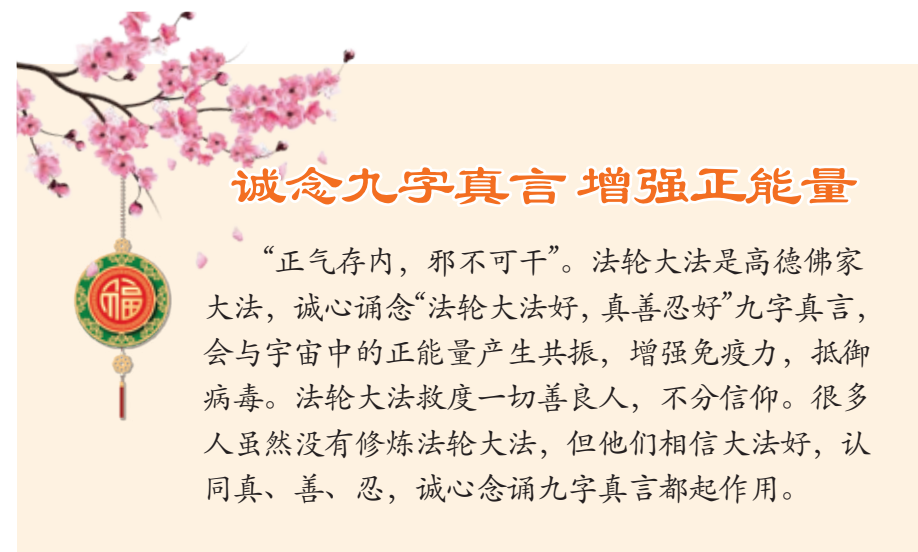 福
诚念九字真言 增强正能量
“正气存内，邪不可干”。法轮大法是高德佛家
大法，诚心诵念“法轮大法好，真善忍好”九字真言，
会与宇宙中的正能量产生共振，增强免疫力，抵御
病毒。法轮大法救度一切善良人，不分信仰。很多
人虽然没有修炼法轮大法，但他们相信大法好，认
同真、善、忍，诚心念诵九字真言都起作用。